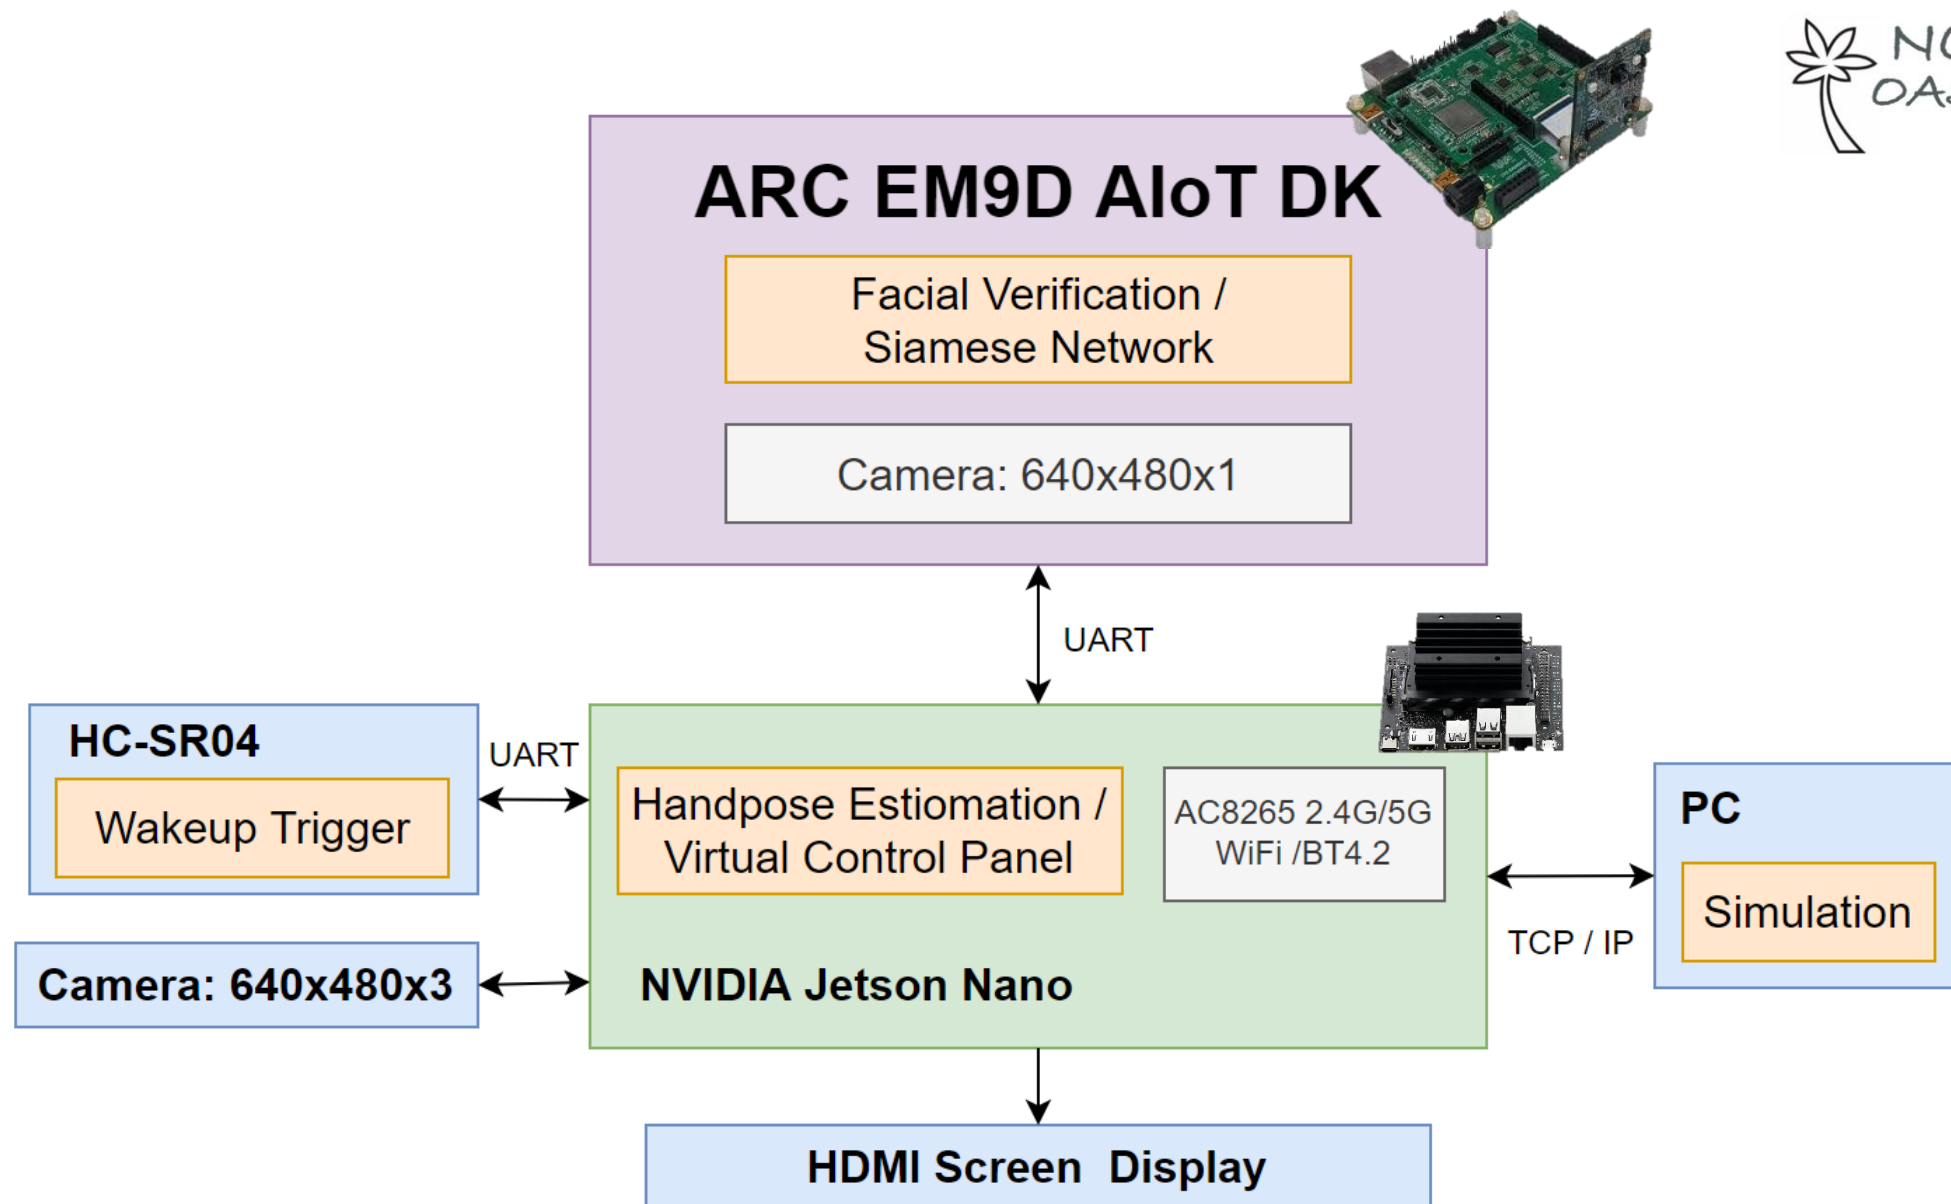 ARC EM9D AIoT DK
Facial Verification /
Siamese Network
Camera: 640x480x1
UART
HC-SR04
Wakeup Trigger
UART
Handpose Estiomation /
Virtual Control Panel
AC8265 2.4G/5G
WiFi /BT4.2
NVIDIA Jetson Nano
Camera: 640x480x3
TCP / IP
PC
Simulation
HDMI Screen Display